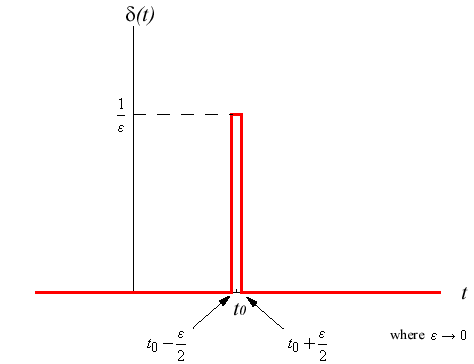 δ(t)
1/ε
t
t₀
t₀ − ε/2
t₀ + ε/2
where ε → 0